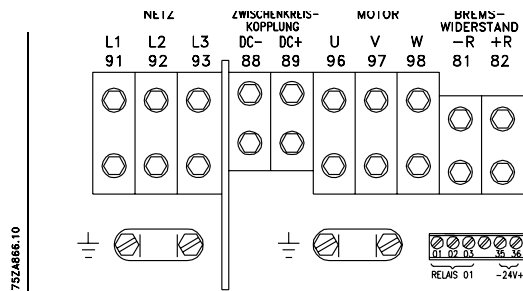 NETZ
ZWISCHENKREIS-
KOPPLUNG
MOTOR
BREMS-
WIDERSTAND
L1 L2 L3 DC- DC+ U V W -R +R
91 92 93 88 89 96 97 98 81 82
01 02 03 35 36
RELAIS 01 -24V+
175ZA866.10